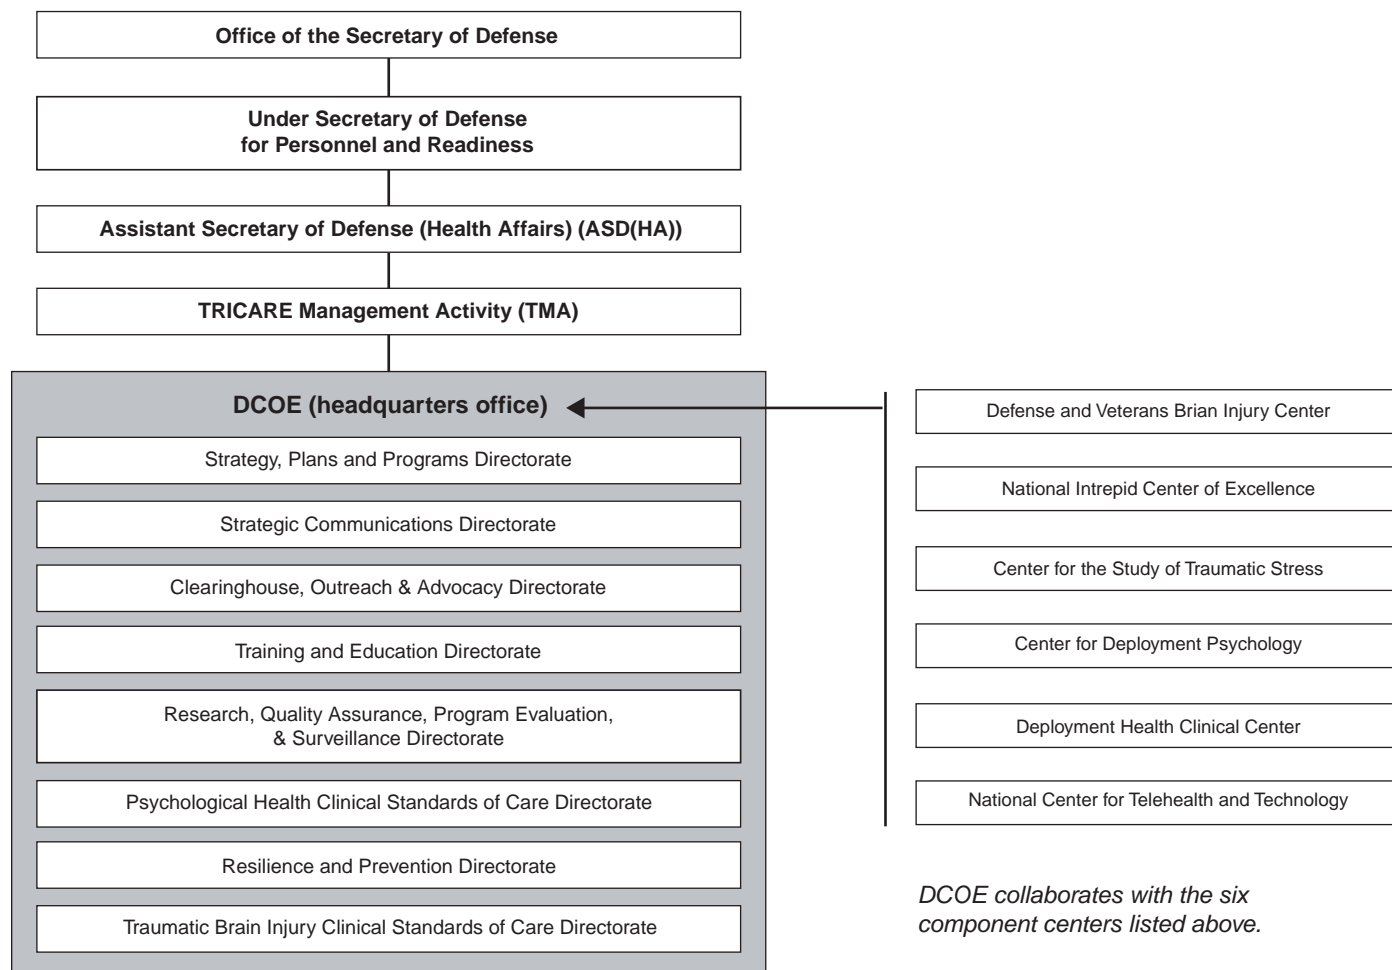 Office of the Secretary of Defense
Under Secretary of Defense
for Personnel and Readiness
Assistant Secretary of Defense (Health Affairs) (ASD(HA))
TRICARE Management Activity (TMA)
DCOE (headquarters office)
Strategy, Plans and Programs Directorate
Strategic Communications Directorate
Clearinghouse, Outreach & Advocacy Directorate
Training and Education Directorate
Research, Quality Assurance, Program Evaluation,
& Surveillance Directorate
Psychological Health Clinical Standards of Care Directorate
Resilience and Prevention Directorate
Traumatic Brain Injury Clinical Standards of Care Directorate
Defense and Veterans Brian Injury Center
National Intrepid Center of Excellence
Center for the Study of Traumatic Stress
Center for Deployment Psychology
Deployment Health Clinical Center
National Center for Telehealth and Technology
DCOE collaborates with the six
component centers listed above.